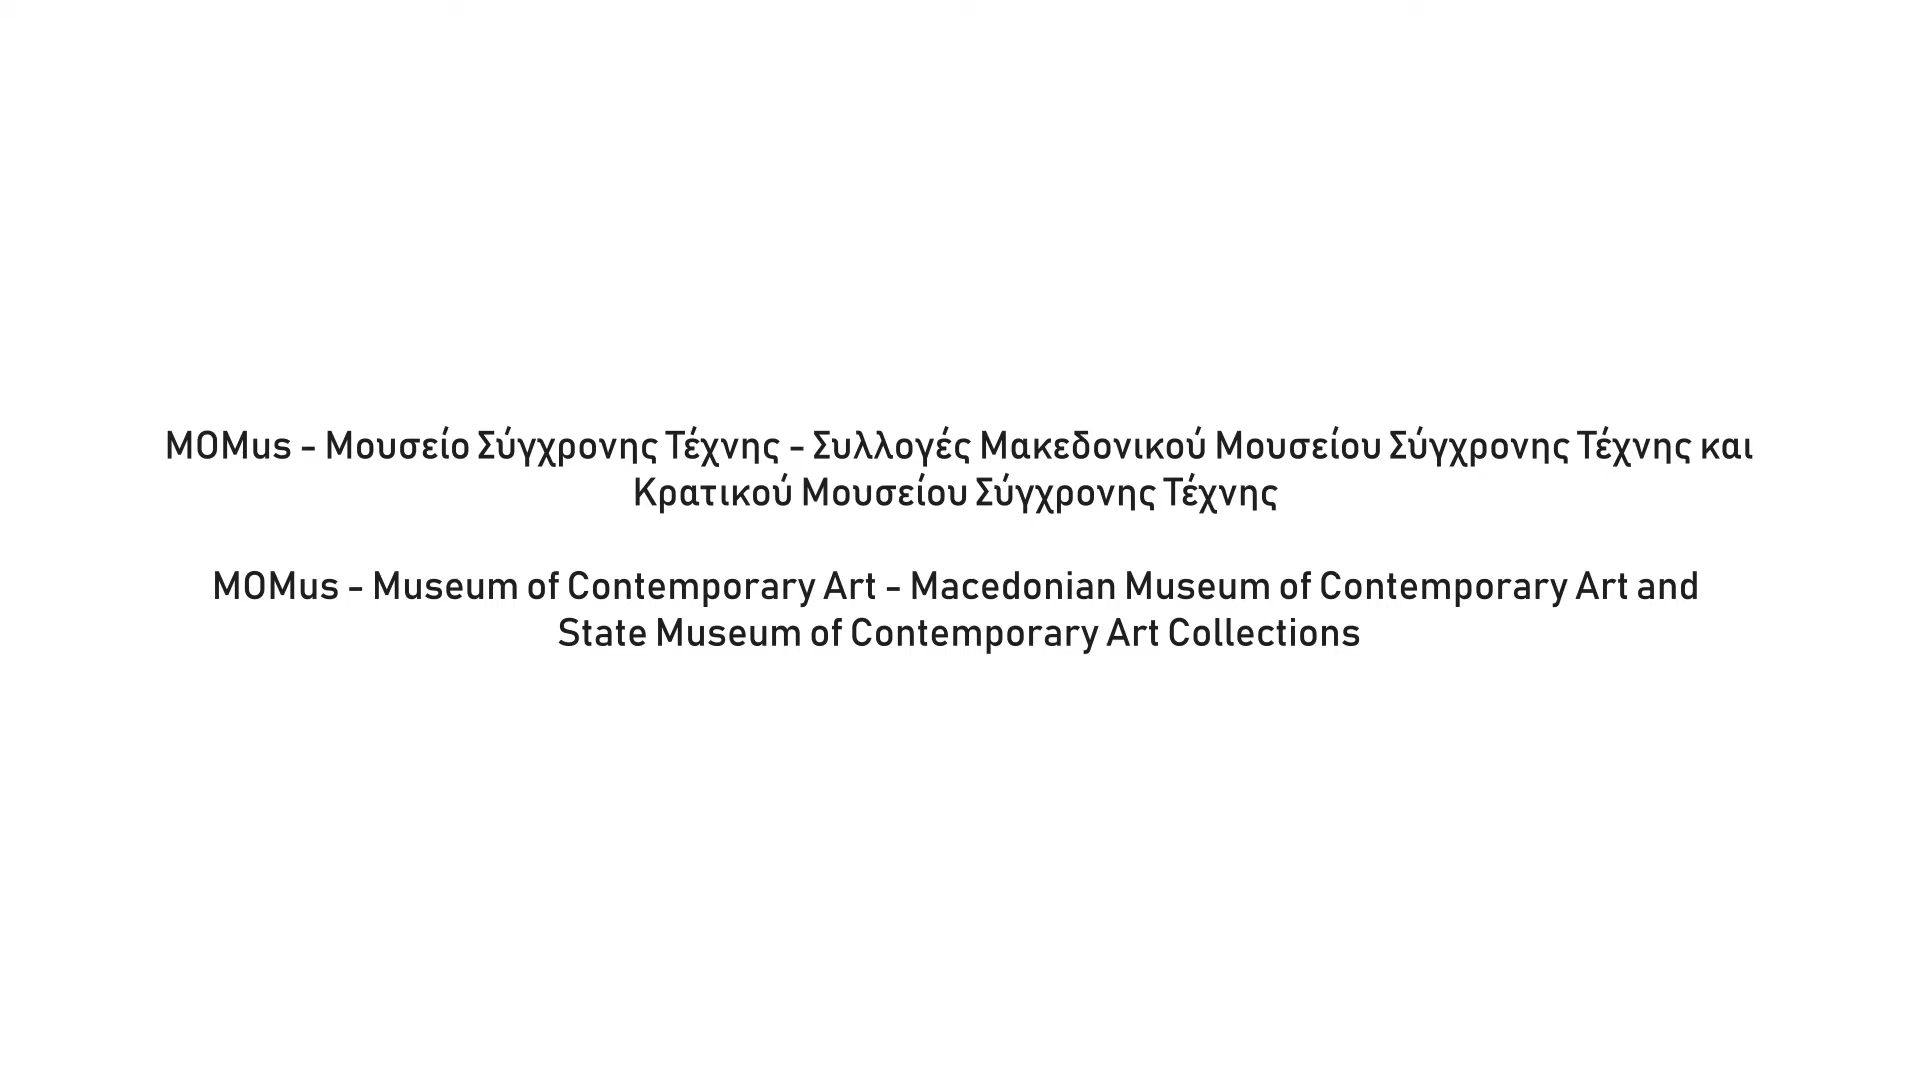 MOMus - Μουσείο Σύγχρονης Τέχνης - Συλλογές Μακεδονικού Μουσείου Σύγχρονης Τέχνης και
Κρατικού Μουσείου Σύγχρονης Τέχνης
MOMus - Museum of Contemporary Art - Macedonian Museum of Contemporary Art and
State Museum of Contemporary Art Collections